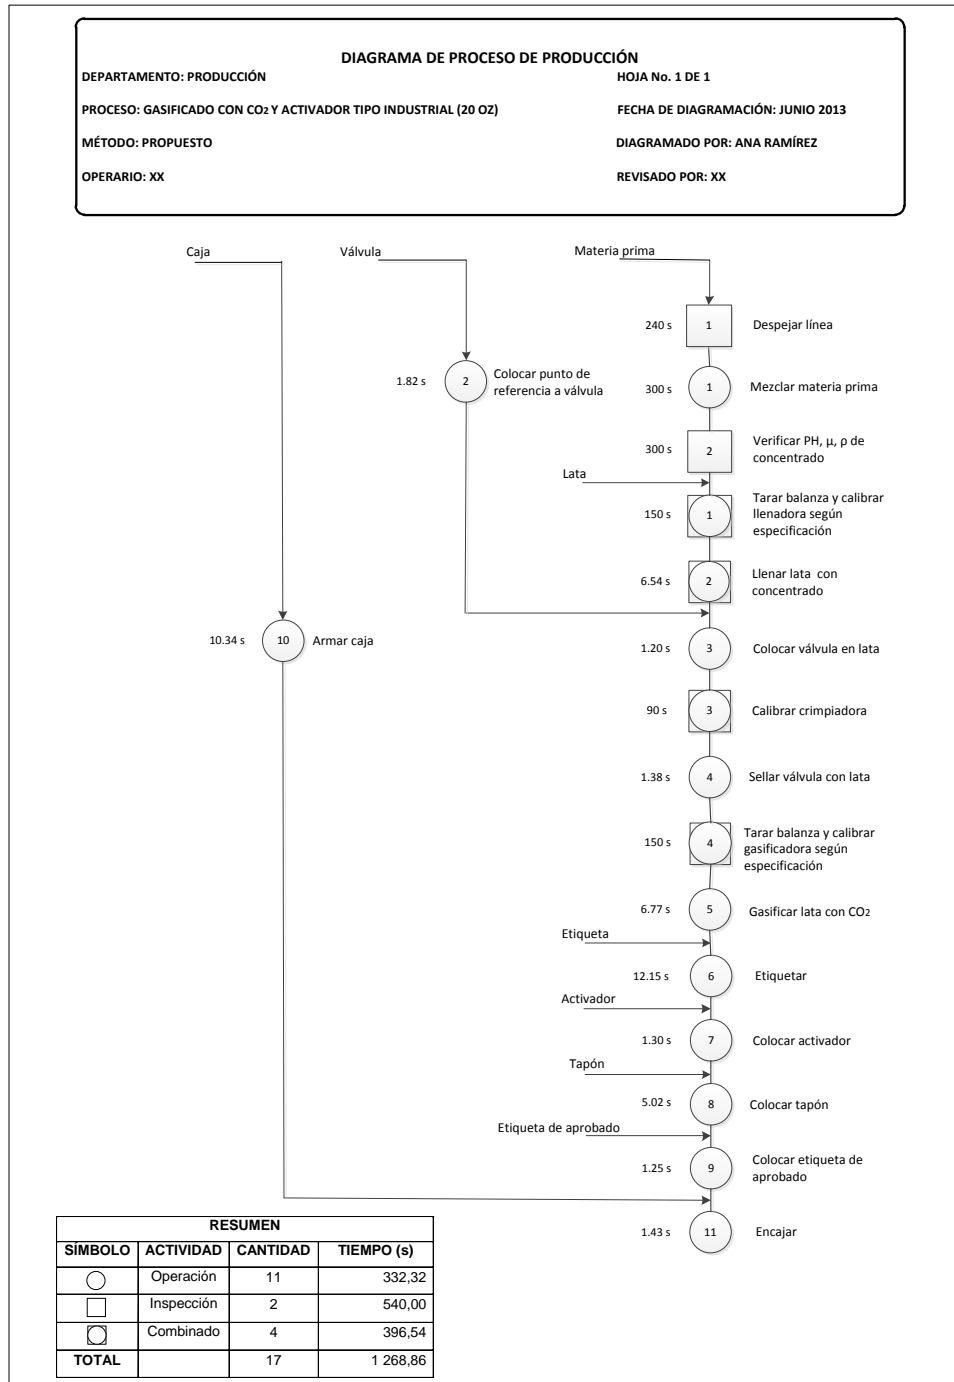 DIAGRAMA DE PROCESO DE PRODUCCIÓN
DEPARTAMENTO: PRODUCCIÓN
HOJA No. 1 DE 1
PROCESO: GASIFICADO CON CO2 Y ACTIVADOR TIPO INDUSTRIAL (20 OZ)
FECHA DE DIAGRAMACIÓN: JUNIO 2013
MÉTODO: PROPUESTO
DIAGRAMADO POR: ANA RAMÍREZ
OPERARIO: XX
REVISADO POR: XX
Caja
Válvula
Materia prima
240 s
1
Despejar línea
1.82 s
2
Colocar punto de
referencia a válvula
300 s
1
Mezclar materia prima
300 s
2
Verificar PH, μ, ρ de
concentrado
Lata
150 s
1
Tarar balanza y calibrar
llenadora según
especificación
6.54 s
2
Llenar lata con
concentrado
10.34 s
10
Armar caja
1.20 s
3
Colocar válvula en lata
90 s
3
Calibrar crimpiadora
1.38 s
4
Sellar válvula con lata
150 s
4
Tarar balanza y calibrar
gasificadora según
especificación
6.77 s
5
Gasificar lata con CO2
Etiqueta
12.15 s
6
Etiquetar
Activador
1.30 s
7
Colocar activador
Tapón
5.02 s
8
Colocar tapón
Etiqueta de aprobado
1.25 s
9
Colocar etiqueta de
aprobado
1.43 s
11
Encajar
RESUMEN
SÍMBOLO ACTIVIDAD CANTIDAD TIEMPO (s)
Operación 11 332,32
Inspección 2 540,00
Combinado 4 396,54
TOTAL 17 1 268,86